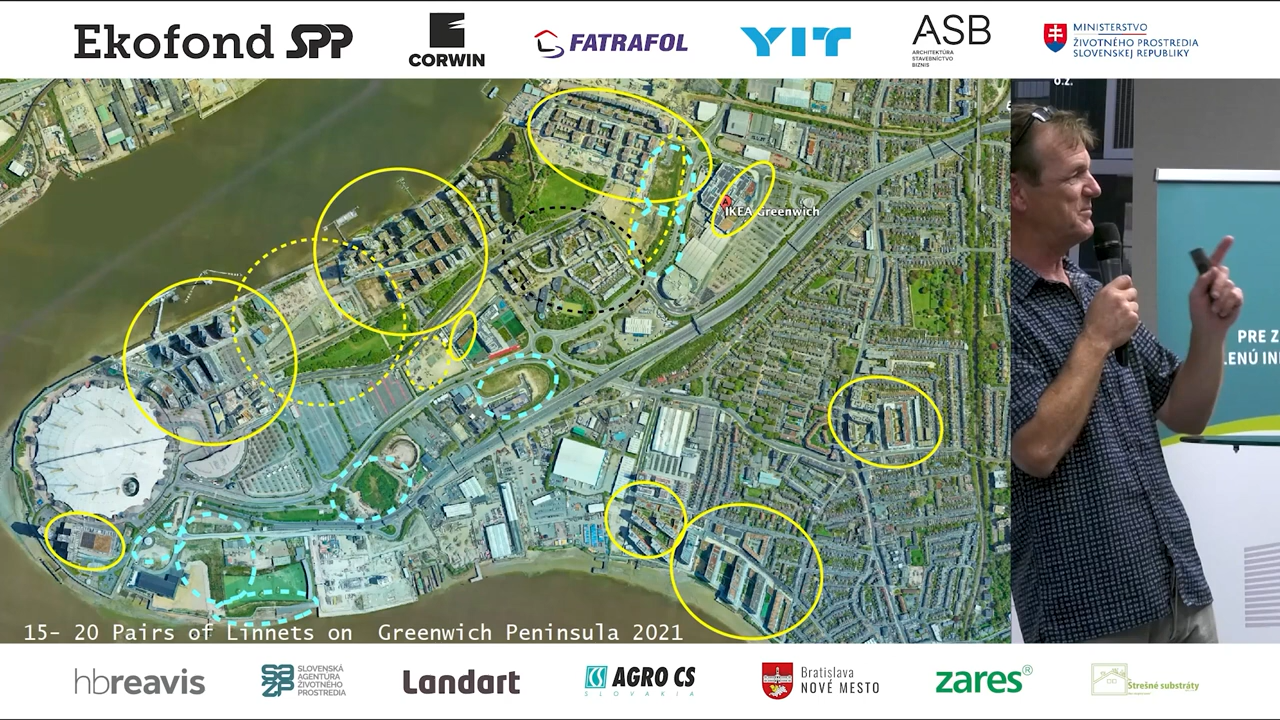 Ekofond SPP
CORWIN
FATRAFOL
YIT
ASB
ARCHITEKTÚRA
STAVEBNÍCTVO
BIZNIS
MINISTERSTVO
ŽIVOTNÉHO PROSTREDIA
SLOVENSKEJ REPUBLIKY
o.z.
IKEA Greenwich
PRE Z
LENÚ IN
15- 20 Pairs of Linnets on Greenwich Peninsula 2021
hbreavis
SAŽP
SLOVENSKÁ
AGENTÚRA
ŽIVOTNÉHO
PROSTREDIA
Landart
AGRO CS
SLOVAKIA
Bratislava
NOVÉ MESTO
zares®
Strešné substráty